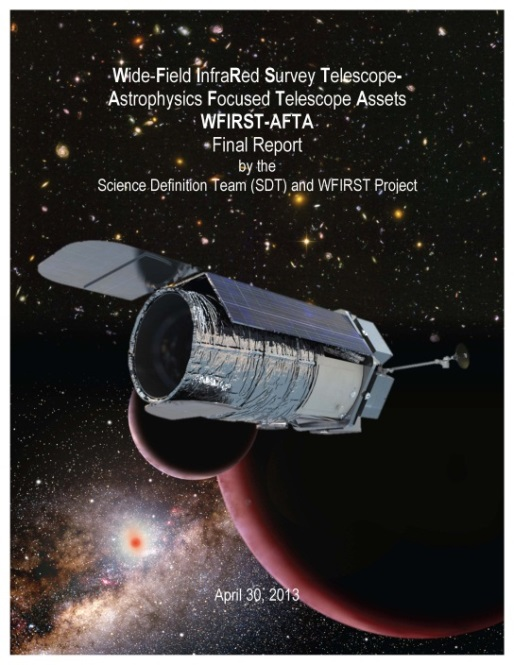 Wide-Field InfraRed Survey Telescope-
Astrophysics Focused Telescope Assets
WFIRST-AFTA
Final Report
by the
Science Definition Team (SDT) and WFIRST Project
April 30, 2013